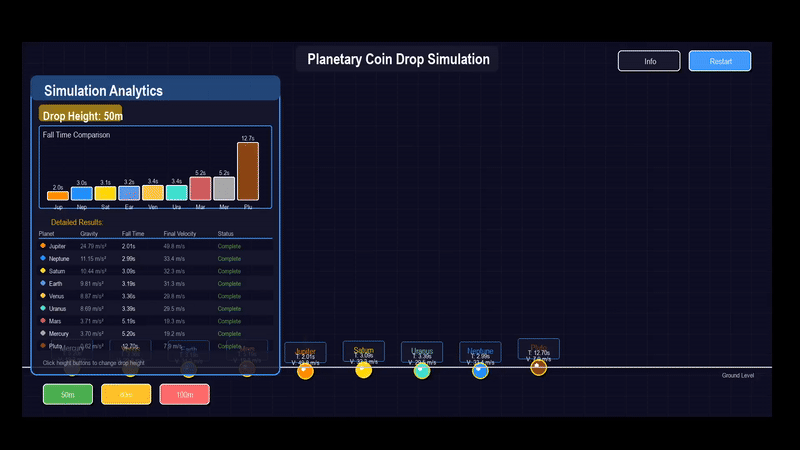 Planetary Coin Drop Simulation
Info
Restart
Simulation Analytics
Drop Height: 50m
Fall Time Comparison
2.0s 3.0s 3.1s 3.2s 3.4s 3.4s 5.2s 5.2s 12.7s
Jup Nep Sat Ear Ven Ura Mar Mer Plu
Detailed Results:
Planet Gravity Fall Time Final Velocity Status
Jupiter 24.79 m/s² 2.01s 49.8 m/s Complete
Neptune 11.15 m/s² 2.99s 33.4 m/s Complete
Saturn 10.44 m/s² 3.09s 32.3 m/s Complete
Earth 9.81 m/s² 3.19s 31.3 m/s Complete
Venus 8.87 m/s² 3.36s 29.8 m/s Complete
Uranus 8.69 m/s² 3.39s 29.5 m/s Complete
Mars 3.71 m/s² 5.19s 19.3 m/s Complete
Mercury 3.70 m/s² 5.20s 19.2 m/s Complete
Pluto 0.62 m/s² 12.70s Complete
Click height buttons to change drop height
Jupiter
T: 2.01s
V: 49.8 m/s
Saturn
T: 3.09s
V: 32.3 m/s
Uranus
T: 3.39s
V: 29.5 m/s
Neptune
T: 2.99s
V: 33.4 m/s
Pluto
T: 12.70s
Ground Level
50m
100m